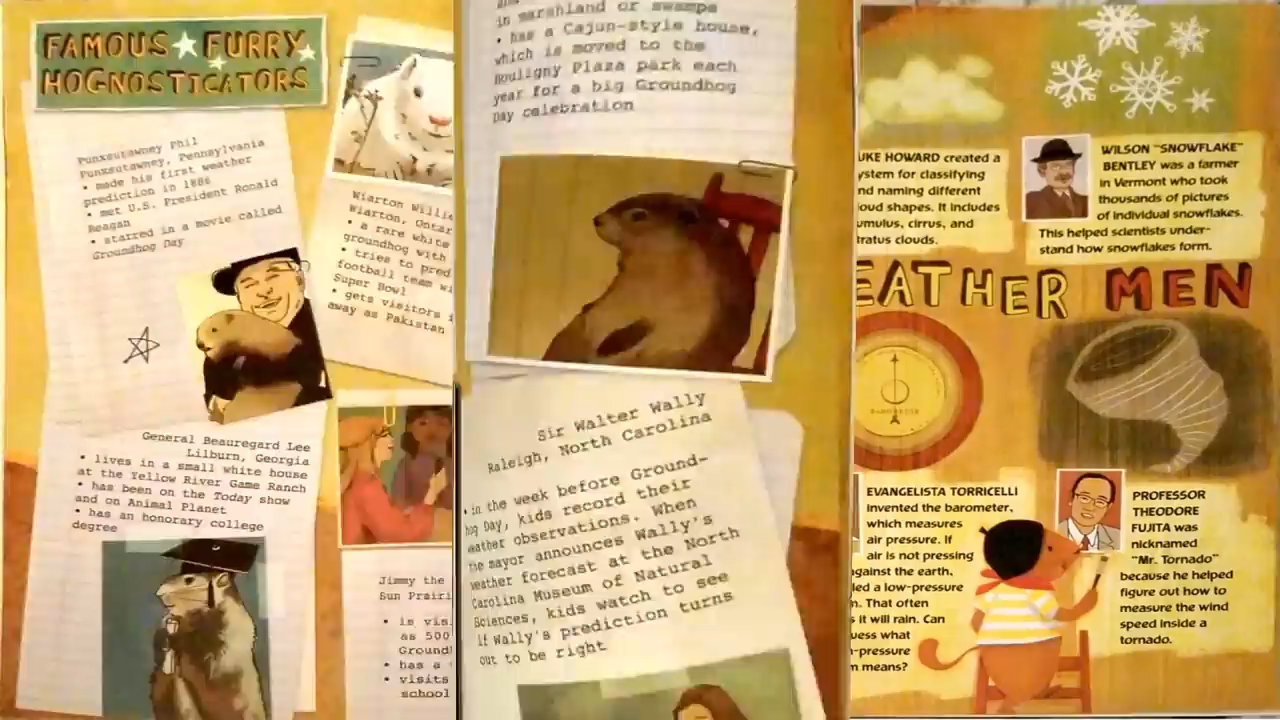 FAMOUS FURRY
HOGNOSTICATORS
Punxsutawney Phil
Punxsutawney, Pennsylvania
• made his first weather
prediction in 1886
• met U.S. President Ronald
Reagan
• starred in a movie called
Groundhog Day
Wiarton Willie
Wiarton,
• a rare white
groundhog with
• tries to
football team
Super Bowl
• gets visitors
away as Pakistan
General Beauregard Lee
Lilburn, Georgia
• lives in a small white house
at the Yellow River Game Ranch
• has been on the Today show
and on Animal Planet
• has an honorary college
degree
Jimmy the
Sun
• is
as 500
• has a
• visits
school
in marshland or swamps
• has a Cajun-style house,
which is moved to the
Bouligny Plaza park each
year for a big Groundhog
Day celebration
Sir Walter Wally
Raleigh, North Carolina
• in the week before Ground-
hog Day, kids record their
weather observations. When
the mayor announces Wally's
weather forecast at the North
Carolina Museum of Natural
Sciences, kids watch to see
if Wally's prediction turns
out to be right
UKE HOWARD created a
ystem for classifying
nd naming different
loud shapes. It includes
umulus, cirrus, and
tratus clouds.
WILSON "SNOWFLAKE"
BENTLEY was a farmer
in Vermont who took
thousands of pictures
of individual snowflakes.
This helped scientists under-
stand how snowflakes form.
EATHER MEN
BAROMETER
EVANGELISTA TORRICELLI
invented the barometer,
which measures
air pressure. If
air is not pressing
gainst the earth,
led a low-pressure
m. That often
s it will rain. Can
uess what
-pressure
m means?
PROFESSOR
THEODORE
FUJITA was
nicknamed
"Mr. Tornado"
because he helped
figure out how to
measure the wind
speed inside a
tornado.